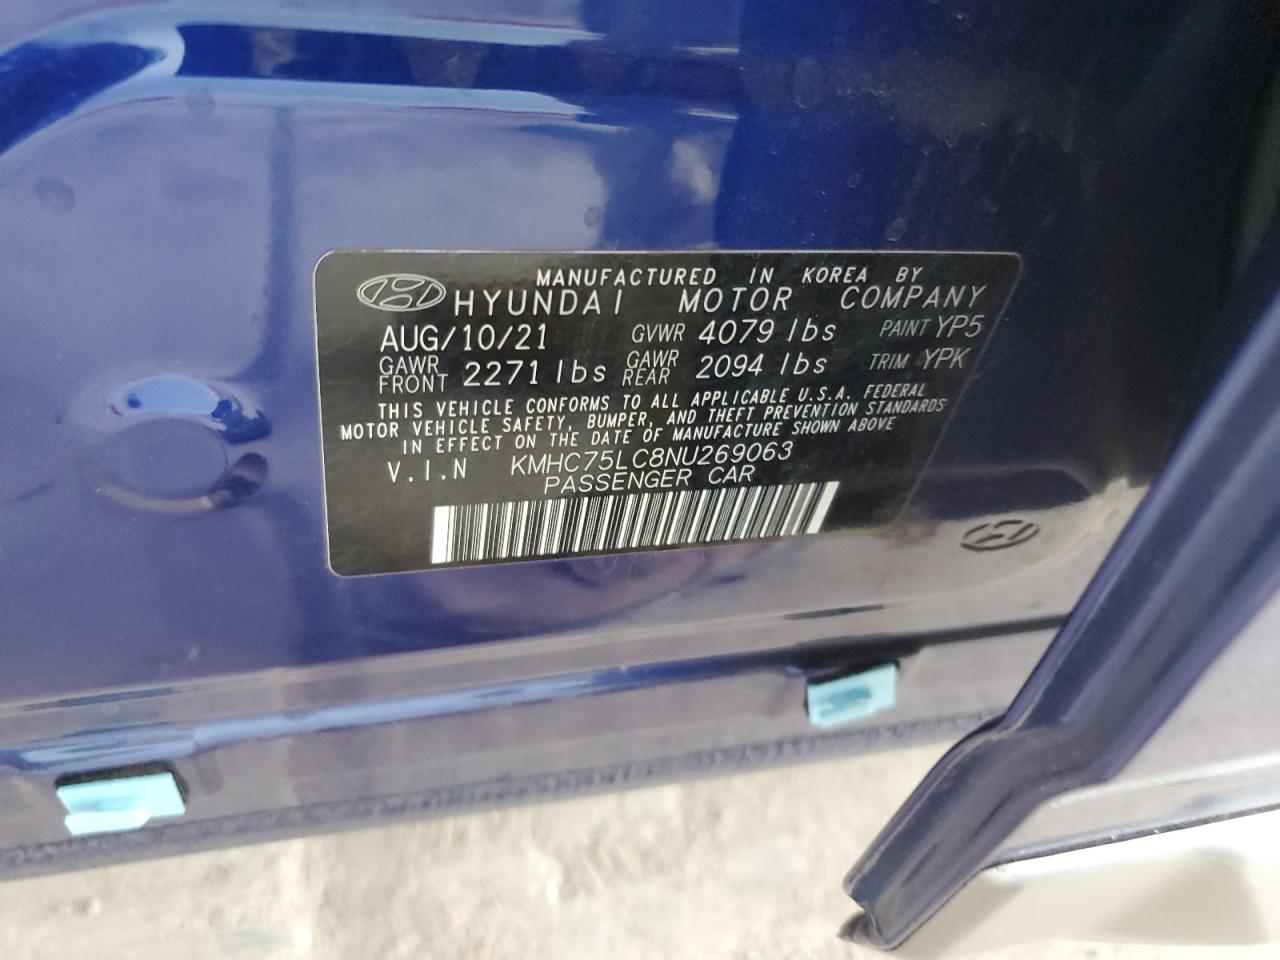 MANUFACTURED IN KOREA BY
HYUNDAI MOTOR COMPANY
AUG/10/21 GVWR 4079 lbs PAINT YP5
GAWR FRONT 2271 lbs GAWR REAR 2094 lbs TRIM YPK
THIS VEHICLE CONFORMS TO ALL APPLICABLE U.S.A. FEDERAL
MOTOR VEHICLE SAFETY, BUMPER, AND THEFT PREVENTION STANDARDS
IN EFFECT ON THE DATE OF MANUFACTURE SHOWN ABOVE
V.I.N KMHC75LC8NU269063
PASSENGER CAR